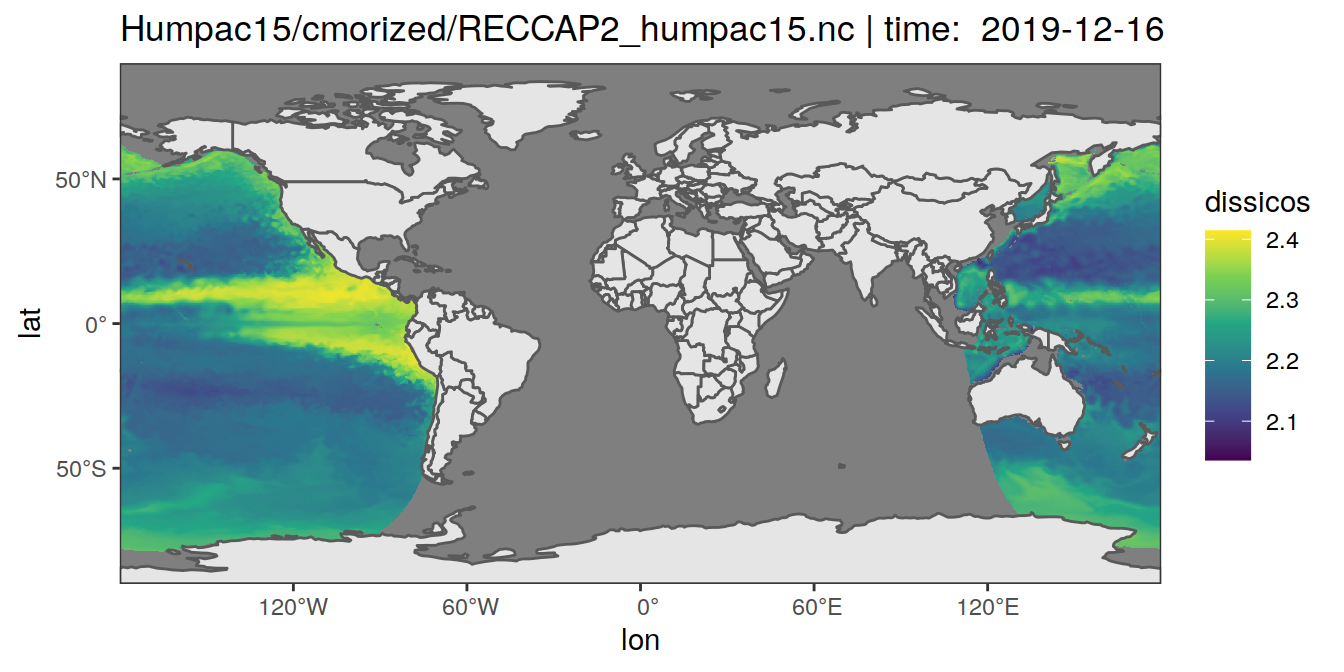 Humpac15/cmorized/RECCAP2_humpac15.nc | time:  2019-12-16
lat
50°N
0°
50°S
120°W 60°W 0° 60°E 120°E
lon
dissicos
2.4
2.3
2.2
2.1